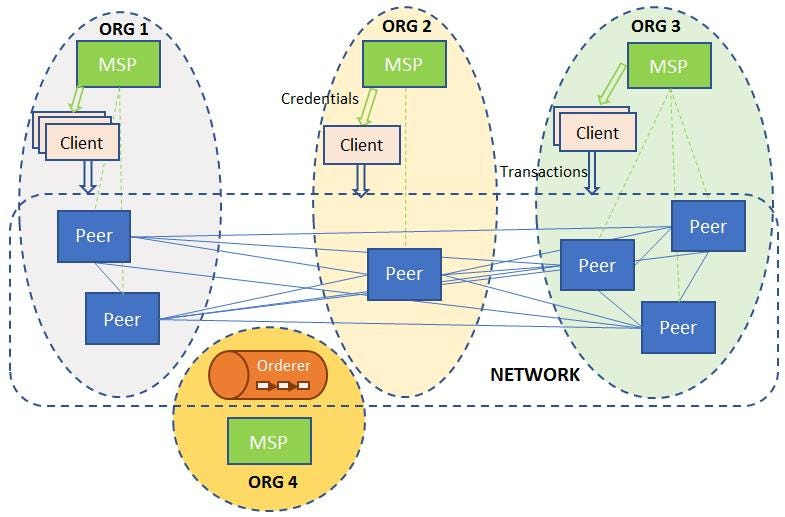 ORG 1
MSP
Client
Peer
Peer
ORG 2
MSP
Credentials
Client
Peer
ORG 3
MSP
Client
Transactions
Peer
Peer
Peer
NETWORK
Orderer
MSP
ORG 4